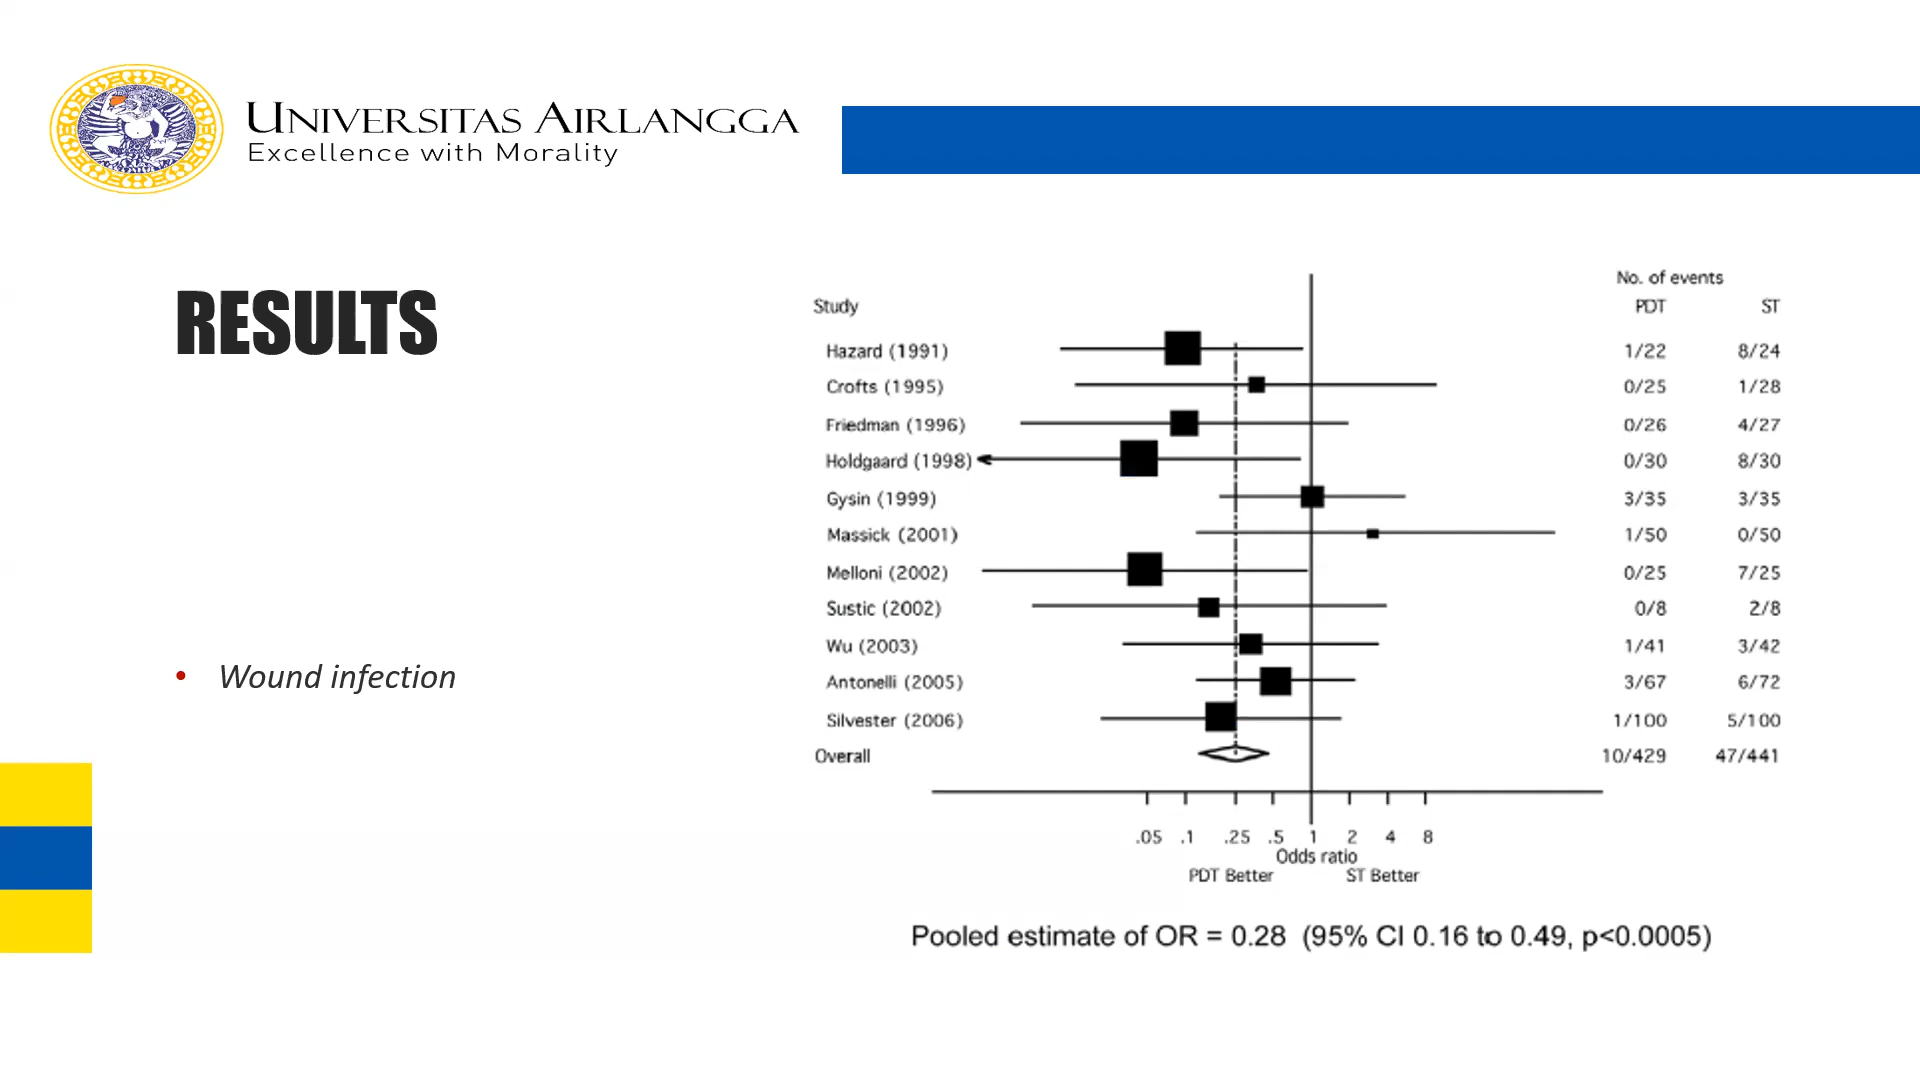 UNIVERSITAS AIRLANGGA
Excellence with Morality
RESULTS
• Wound infection
No. of events
Study PDT ST
Hazard (1991) 1/22 8/24
Crofts (1995) 0/25 1/28
Friedman (1996) 0/26 4/27
Holdgaard (1998) 0/30 8/30
Gysin (1999) 3/35 3/35
Massick (2001) 1/50 0/50
Melloni (2002) 0/25 7/25
Sustic (2002) 0/8 2/8
Wu (2003) 1/41 3/42
Antonelli (2005) 3/67 6/72
Silvester (2006) 1/100 5/100
Overall 10/429 47/441
.05 .1 .25 .5 1 2 4 8
Odds ratio
PDT Better ST Better
Pooled estimate of OR = 0.28 (95% CI 0.16 to 0.49, p<0.0005)